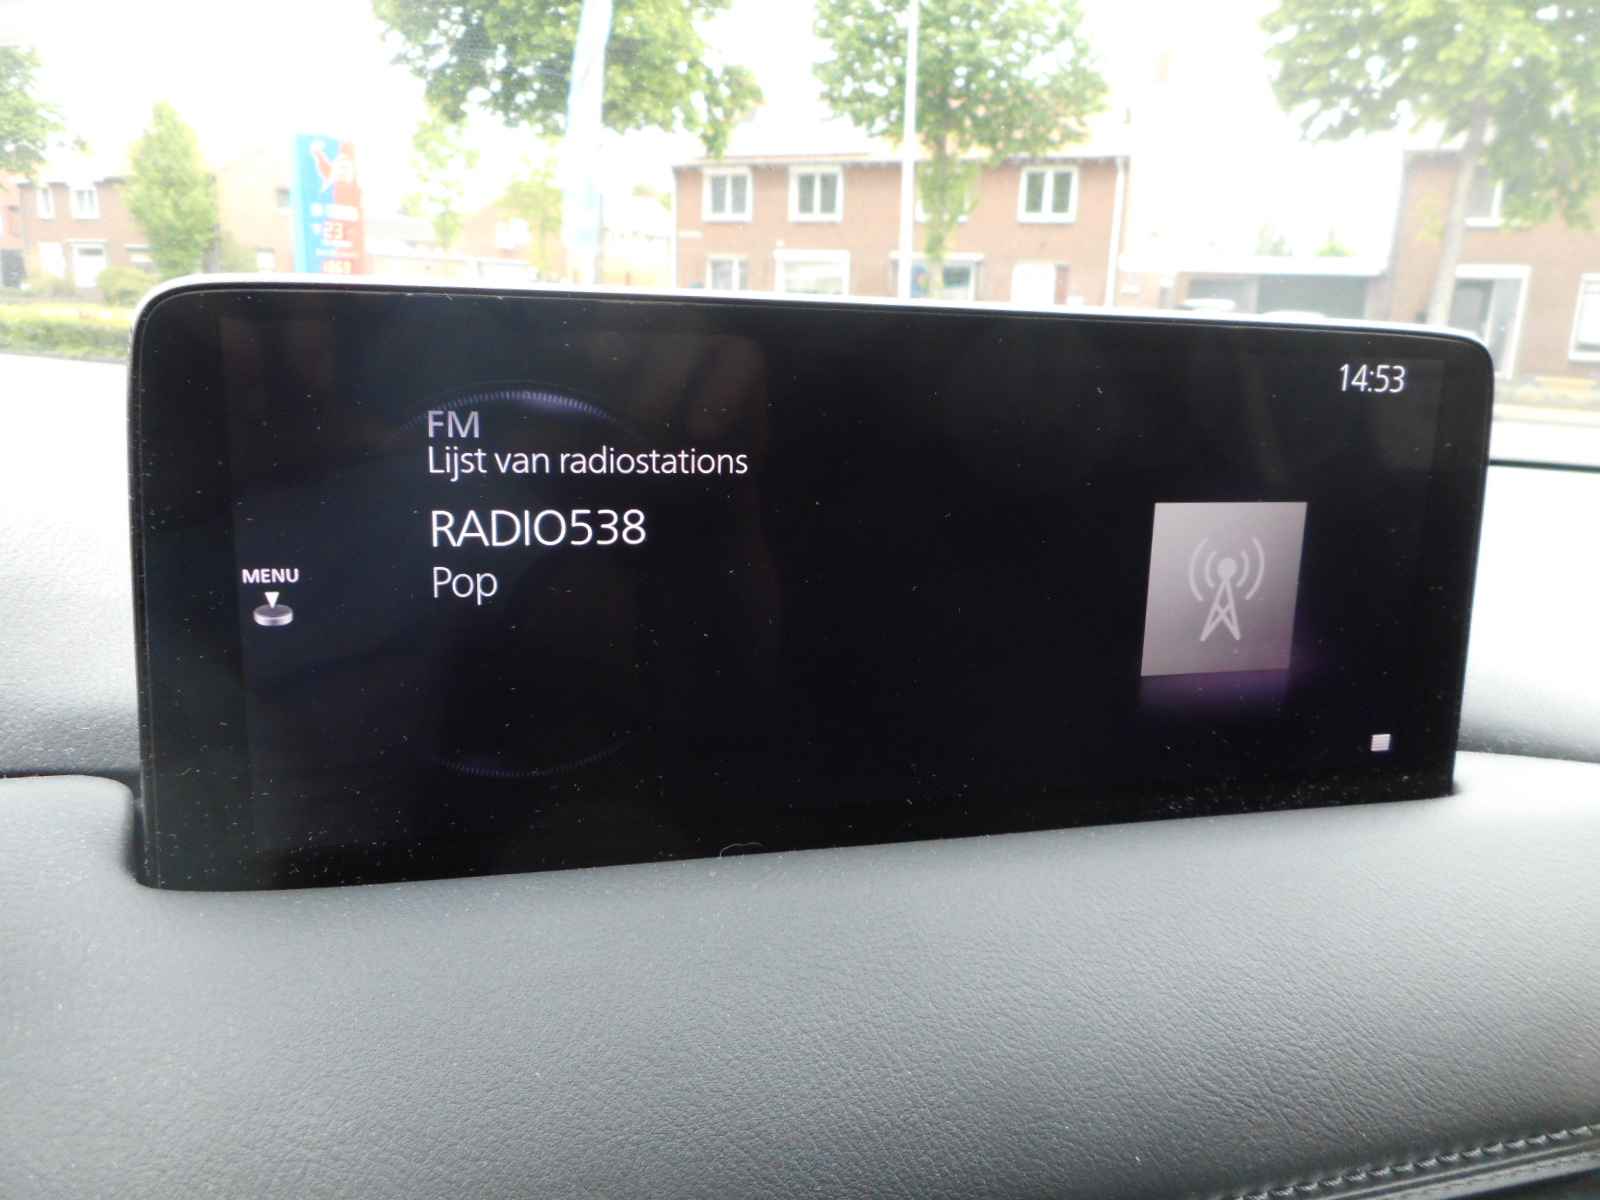 14:53
FM
Lijst van radiostations
RADIO538
Pop
MENU